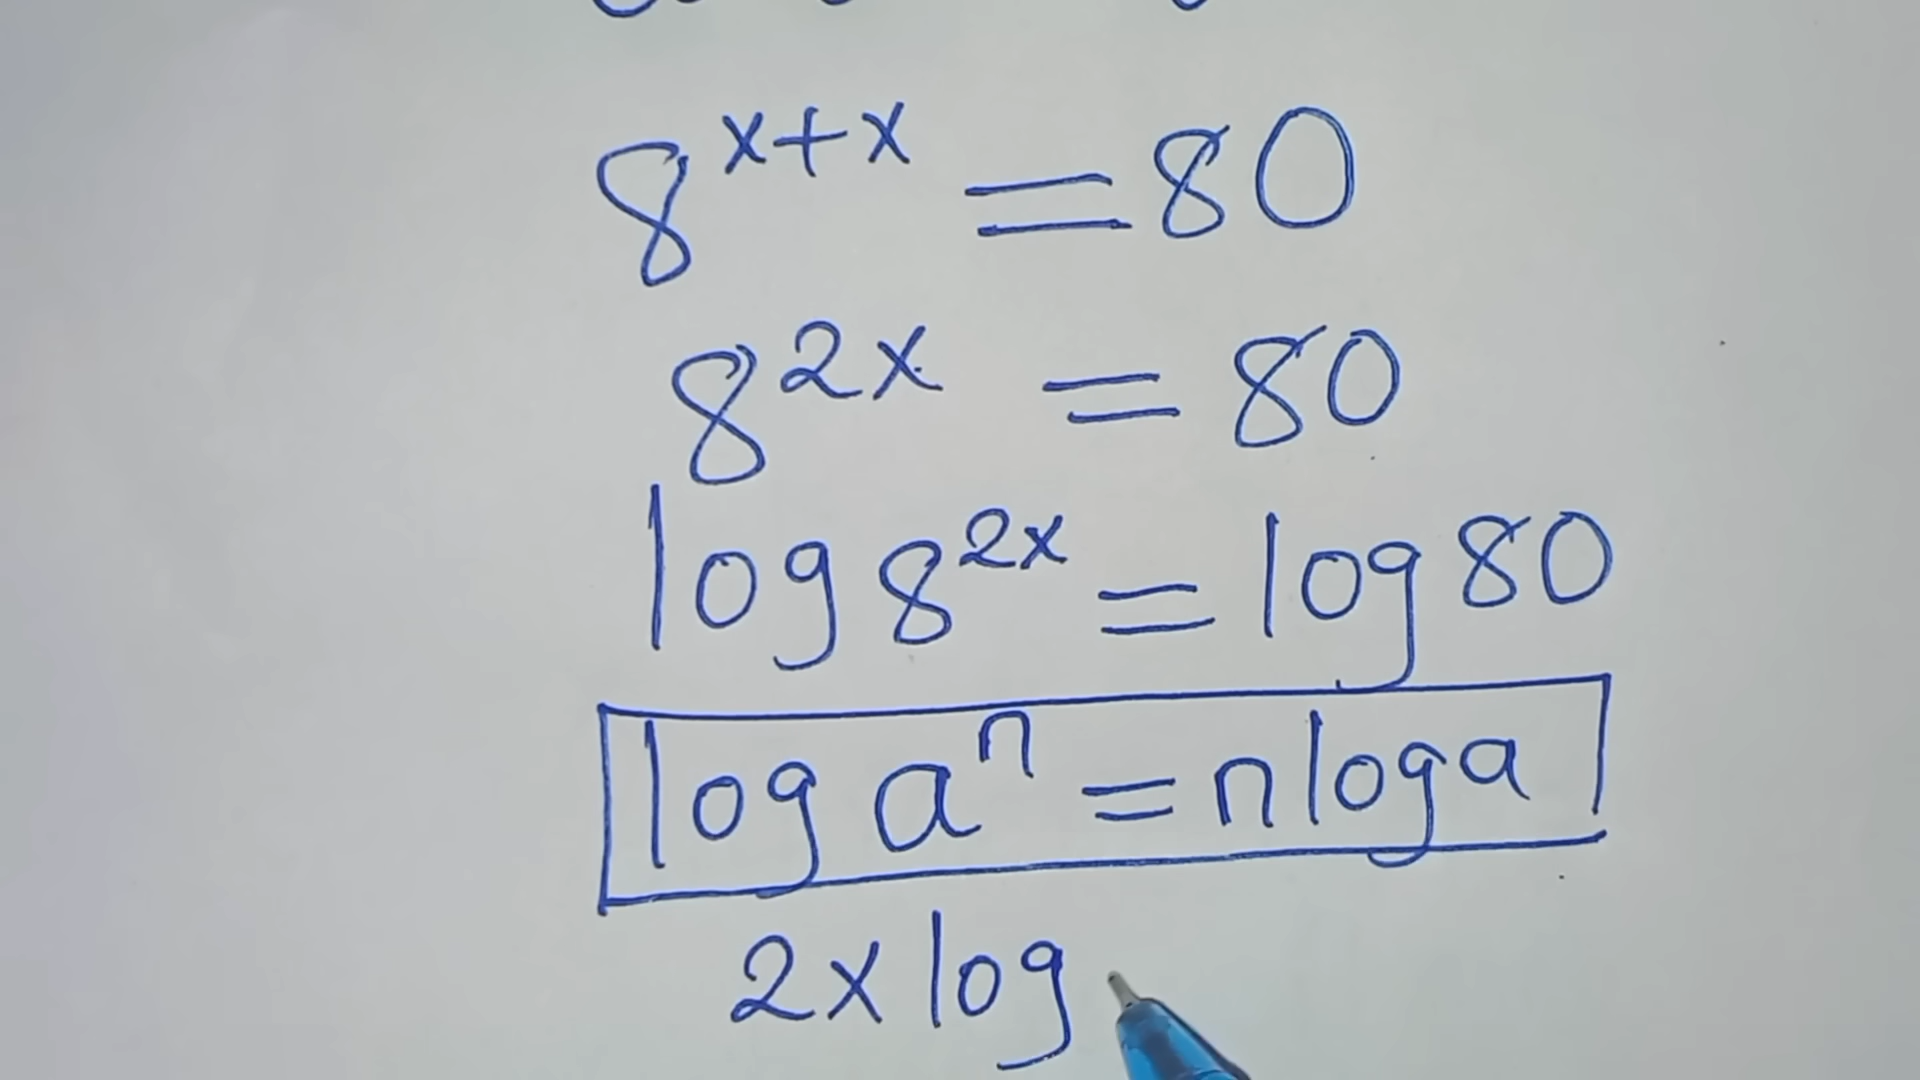 8^{x+x} = 80
8^{2x} = 80
log 8^{2x} = log 80
log a^n = n log a
2x log